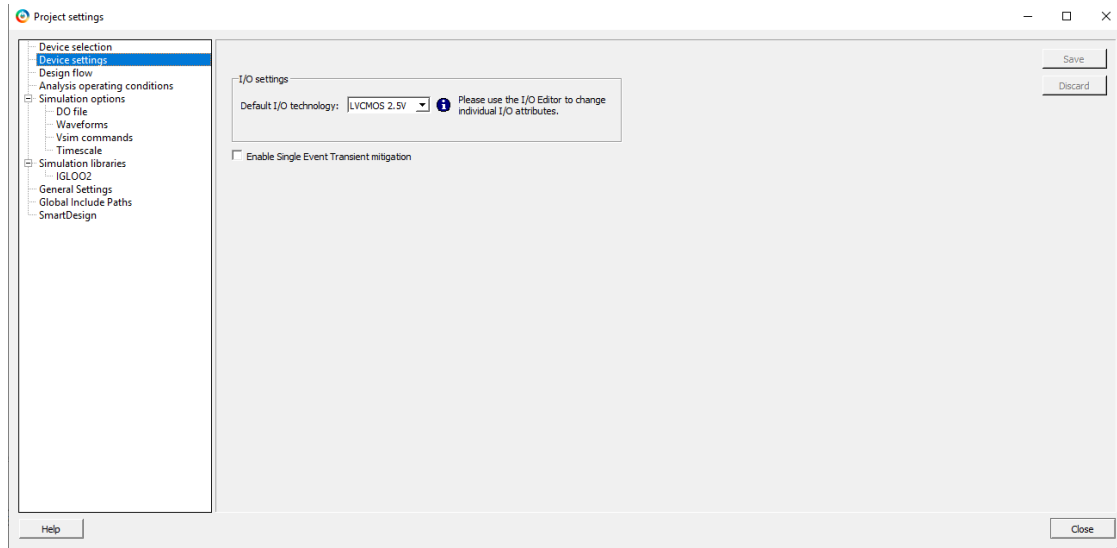 Project settings
Device selection
Device settings
Design flow
Analysis operating conditions
Simulation options
DO file
Waveforms
Vsim commands
Timescale
Simulation libraries
IGLOO2
General Settings
Global Include Paths
SmartDesign
I/O settings
Default I/O technology: LVCMOS 2.5V
Please use the I/O Editor to change
individual I/O attributes.
Enable Single Event Transient mitigation
Save
Discard
Help
Close